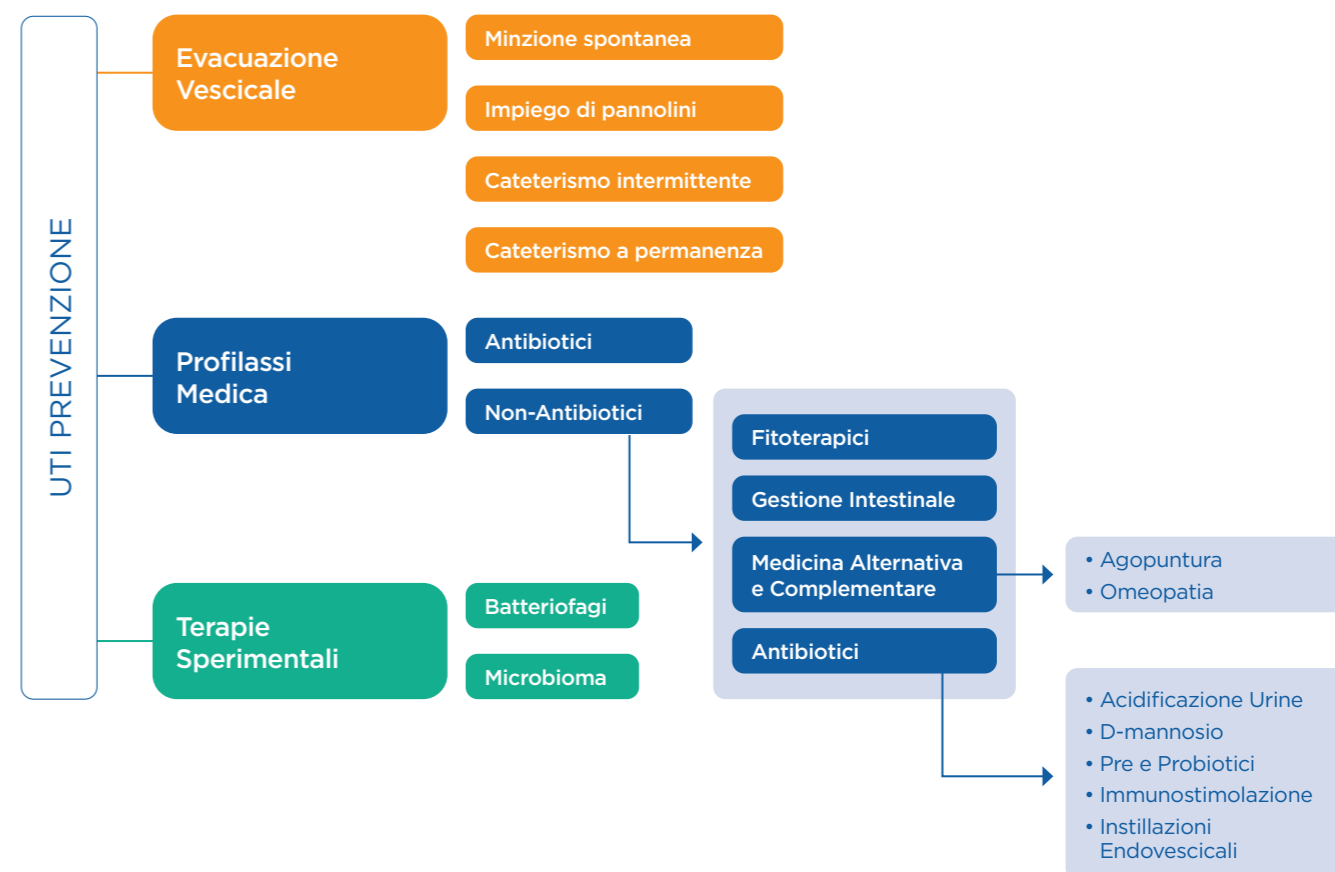 UTI PREVENZIONE
Evacuazione
Vescicale
Minzione spontanea
Impiego di pannolini
Cateterismo intermittente
Cateterismo a permanenza
Profilassi
Medica
Antibiotici
Non-Antibiotici
Fitoterapici
Gestione Intestinale
Medicina Alternativa
e Complementare
Antibiotici
• Agopuntura
• Omeopatia
• Acidificazione Urine
• D-mannosio
• Pre e Probiotici
• Immunostimolazione
• Instillazioni
Endovescicali
Terapie
Sperimentali
Batteriofagi
Microbioma